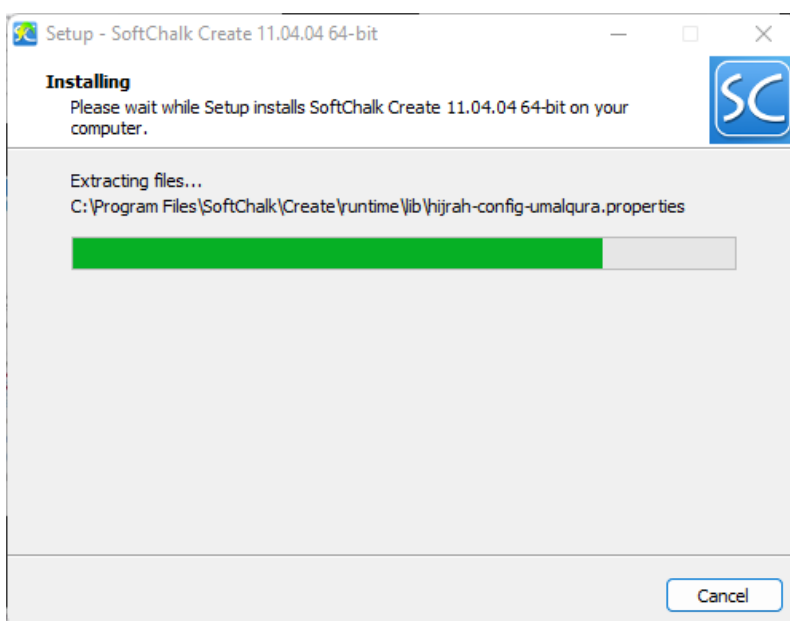 Setup - SoftChalk Create 11.04.04 64-bit
Installing
Please wait while Setup installs SoftChalk Create 11.04.04 64-bit on your
computer.
SC
Extracting files...
C:\Program Files\SoftChalk\Create\runtime\lib\hijrah-config-umalqura.properties
Cancel